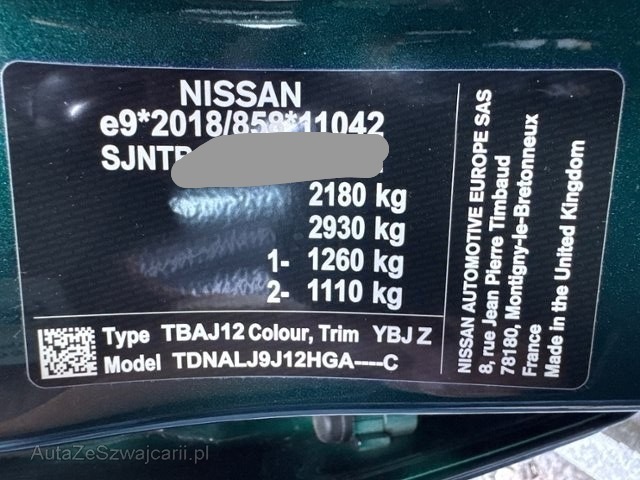 NISSAN
e9*2018/858*11042
SJNTB
2180 kg
2930 kg
1- 1260 kg
2- 1110 kg
Type TBAJ12 Colour, Trim YBJ Z
Model TDNALJ9J12HGA----C
NISSAN AUTOMOTIVE EUROPE SAS
8, rue Jean Pierre Timbaud
78180, Montigny-le-Bretonneux
France
Made in the United Kingdom
AutaZeSzwajcarii.pl